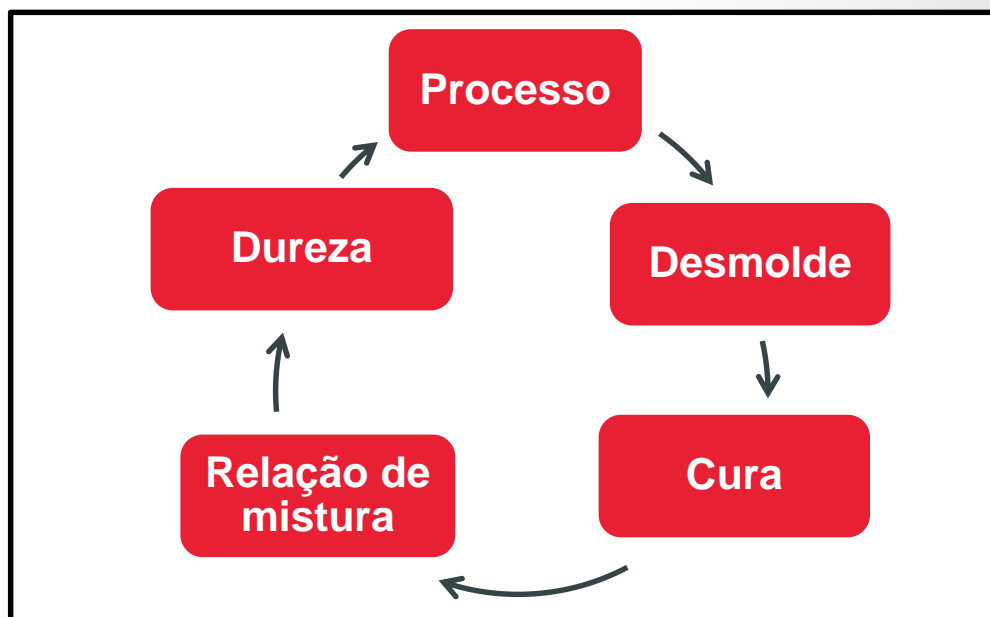 Processo
Desmolde
Cura
Relação de
mistura
Dureza